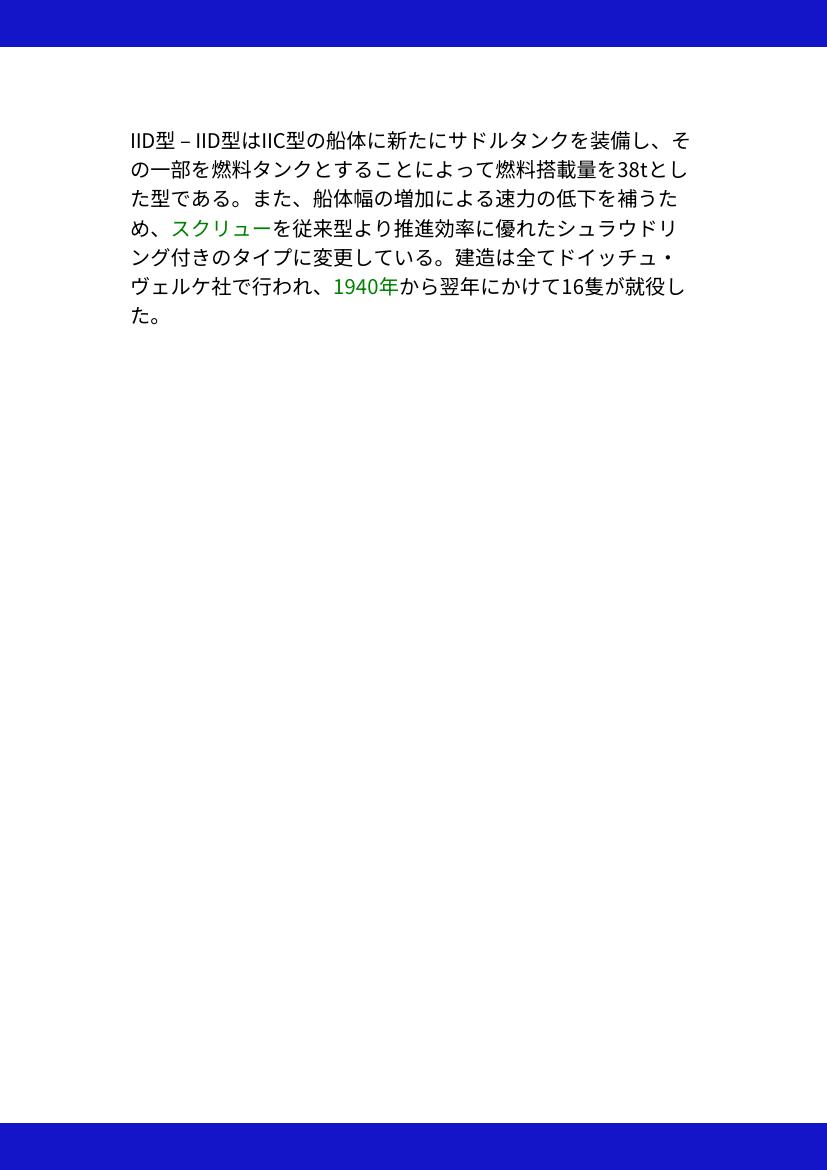 IID型 – IID型はIIC型の船体に新たにサドルタンクを装備し、そ
の一部を燃料タンクとすることによって燃料搭載量を38tとし
た型である。また、船体幅の増加による速力の低下を補うた
め、スクリューを従来型より推進効率に優れたシュラウドリ
ング付きのタイプに変更している。建造は全てドイッチュ・
ヴェルケ社で行われ、1940年から翌年にかけて16隻が就役し
た。